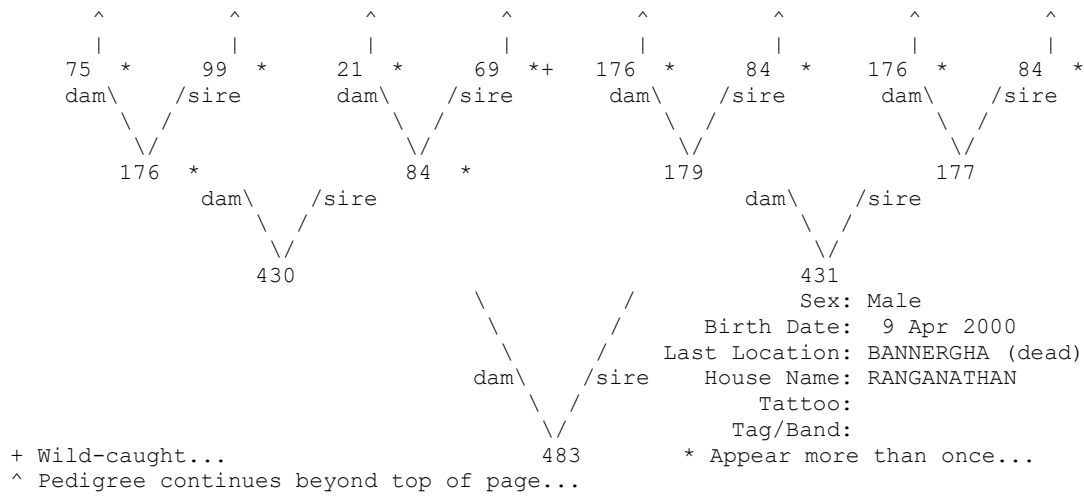 ^ ^ ^ ^ ^ ^ ^ ^
| | | | | | | |
75 * 99 * 21 * 69 *+ 176 * 84 * 176 * 84 *
dam\ /sire dam\ /sire dam\ /sire dam\ /sire
\ / \ / \ / \ /
\/ \/ \/ \/
176 * 84 * 179 177
dam\ /sire dam\ /sire
\ / \ /
\/ \/
430 431
\ / Sex: Male
\ / Birth Date: 9 Apr 2000
\ / Last Location: BANNERGHA (dead)
dam\ /sire House Name: RANGANATHAN
\ / Tattoo:
\/ Tag/Band:
+ Wild-caught... 483 * Appear more than once...
^ Pedigree continues beyond top of page...